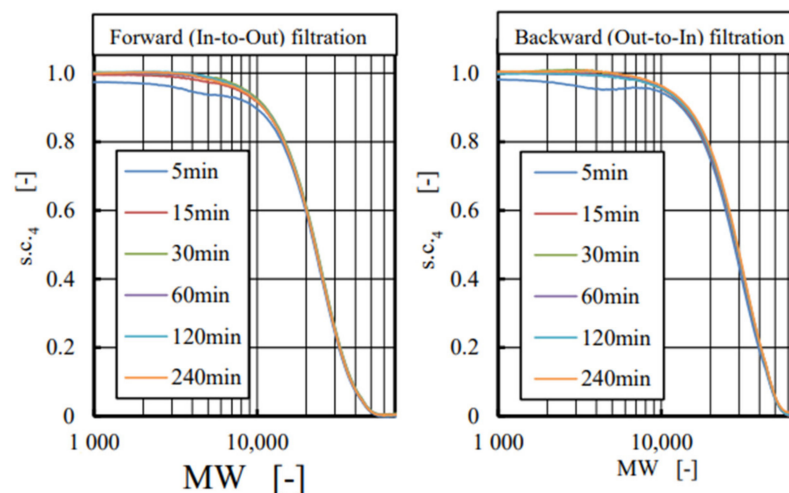 Forward (In-to-Out) filtration
1.0
0.8
0.6
0.4
0.2
0
s.c.4 [-]
5min
15min
30min
60min
120min
240min
1 000
10,000
MW [-]
Backward (Out-to-In) filtration
1.0
0.8
0.6
0.4
0.2
0
s.c.4 [-]
5min
15min
30min
60min
120min
240min
1 000
10,000
MW [-]